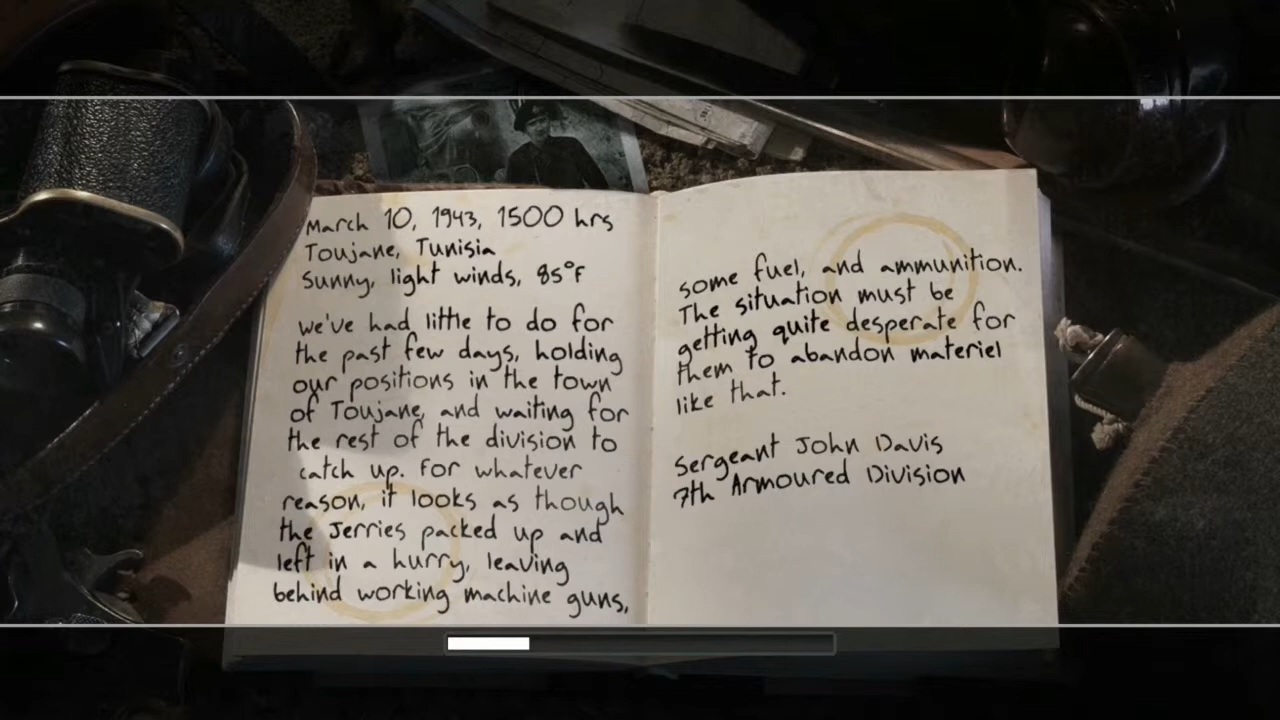 March 10, 1943, 1500 hrs
Toujane, Tunisia
Sunny, light winds, 85°F
We've had little to do for
the past few days, holding
our positions in the town
of Toujane, and waiting for
the rest of the division to
catch up. For whatever
reason, it looks as though
the Jerries packed up and
left in a hurry, leaving
behind working machine guns,
some fuel, and ammunition.
The situation must be
getting quite desperate for
them to abandon materiel
like that.
Sergeant John Davis
7th Armoured Division